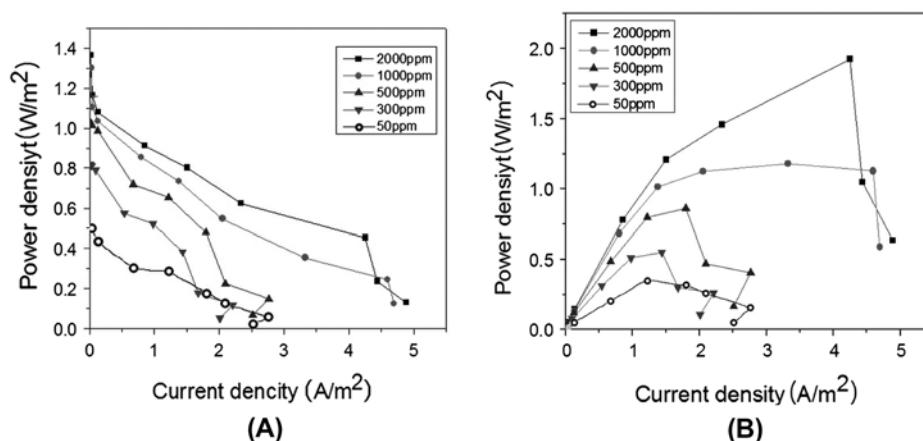 Power densiyt(W/m²)
1.4
1.2
1.0
0.8
0.6
0.4
0.2
0.0
2000ppm
1000ppm
500ppm
300ppm
50ppm
0 1 2 3 4 5
Current dencity (A/m²)
(A)
Power densiyt(W/m²)
2.0
1.5
1.0
0.5
0.0
2000ppm
1000ppm
500ppm
300ppm
50ppm
0 1 2 3 4 5
Current density(A/m²)
(B)